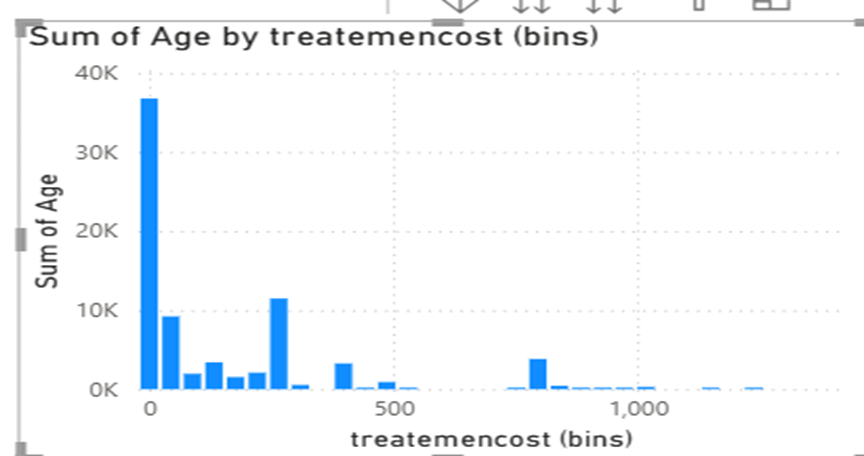 Sum of Age by treatemencost (bins)
40K
30K
20K
10K
0K
Sum of Age
0 500 1,000
treatemencost (bins)